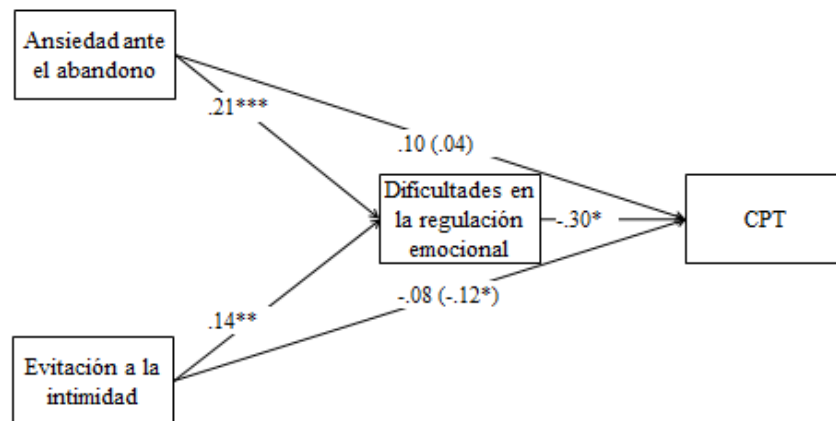 Ansiedad ante
el abandono
.21***
.10 (.04)
Dificultades en
la regulación
emocional
-.30*
CPT
-.08 (-.12*)
.14**
Evitación a la
intimidad